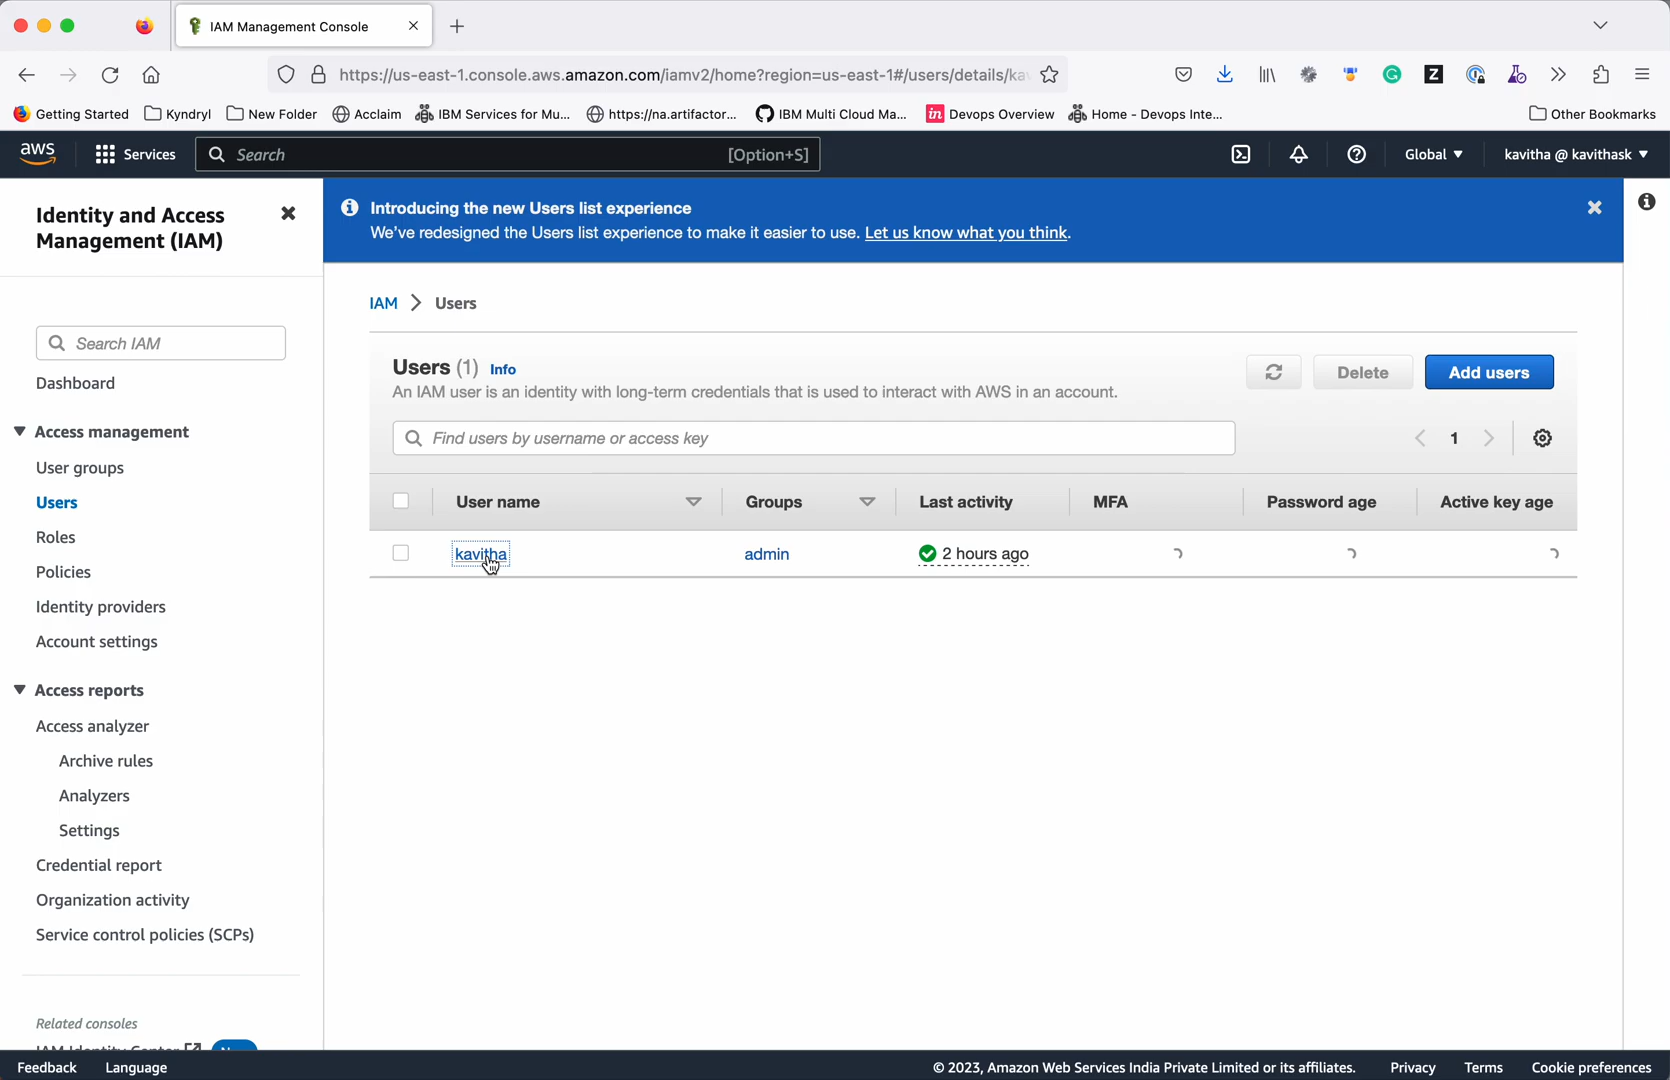 IAM Management Console
https://us-east-1.console.aws.amazon.com/iamv2/home?region=us-east-1#/users/details/ka
Getting Started
Kyndryl
New Folder
Acclaim
IBM Services for Mu...
https://na.artifactor...
IBM Multi Cloud Ma...
in
Devops Overview
Home - Devops Inte...
Other Bookmarks
Z
aws
Services
Search
[Option+S]
Global
kavitha @ kavithask
Identity and Access
Management (IAM)
Introducing the new Users list experience
We've redesigned the Users list experience to make it easier to use. Let us know what you think.
IAM > Users
Search IAM
Dashboard
Access management
User groups
Users
Roles
Policies
Identity providers
Account settings
Access reports
Access analyzer
Archive rules
Analyzers
Settings
Credential report
Organization activity
Service control policies (SCPs)
Related consoles
Users (1) Info
An IAM user is an identity with long-term credentials that is used to interact with AWS in an account.
Delete
Add users
Find users by username or access key
1
User name
Groups
Last activity
MFA
Password age
Active key age
kavitha
admin
2 hours ago
Feedback
Language
© 2023, Amazon Web Services India Private Limited or its affiliates.
Privacy
Terms
Cookie preferences